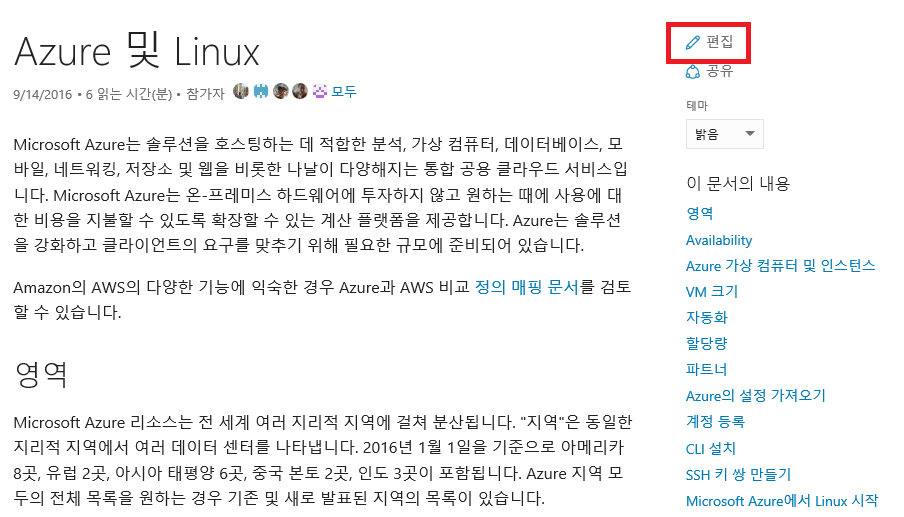 Azure 및 Linux
9/14/2016 • 6 읽는 시간(분) • 참가자 모두
Microsoft Azure는 솔루션을 호스팅하는 데 적합한 분석, 가상 컴퓨터, 데이터베이스, 모
바일, 네트워킹, 저장소 및 웹을 비롯한 나날이 다양해지는 통합 공용 클라우드 서비스입
니다. Microsoft Azure는 온-프레미스 하드웨어에 투자하지 않고 원하는 때에 사용에 대
한 비용을 지불할 수 있도록 확장할 수 있는 계산 플랫폼을 제공합니다. Azure는 솔루션
을 강화하고 클라이언트의 요구를 맞추기 위해 필요한 규모에 준비되어 있습니다.
Amazon의 AWS의 다양한 기능에 익숙한 경우 Azure과 AWS 비교 정의 매핑 문서를 검토
할 수 있습니다.
영역
Microsoft Azure 리소스는 전 세계 여러 지리적 지역에 걸쳐 분산됩니다. "지역"은 동일한
지리적 지역에서 여러 데이터 센터를 나타냅니다. 2016년 1월 1일을 기준으로 아메리카
8곳, 유럽 2곳, 아시아 태평양 6곳, 중국 본토 2곳, 인도 3곳이 포함됩니다. Azure 지역 모
두의 전체 목록을 원하는 경우 기존 및 새로 발표된 지역의 목록이 있습니다.
편집
공유
테마
밝음
이 문서의 내용
영역
Availability
Azure 가상 컴퓨터 및 인스턴스
VM 크기
자동화
할당량
파트너
Azure의 설정 가져오기
계정 등록
CLI 설치
SSH 키 쌍 만들기
Microsoft Azure에서 Linux 시작